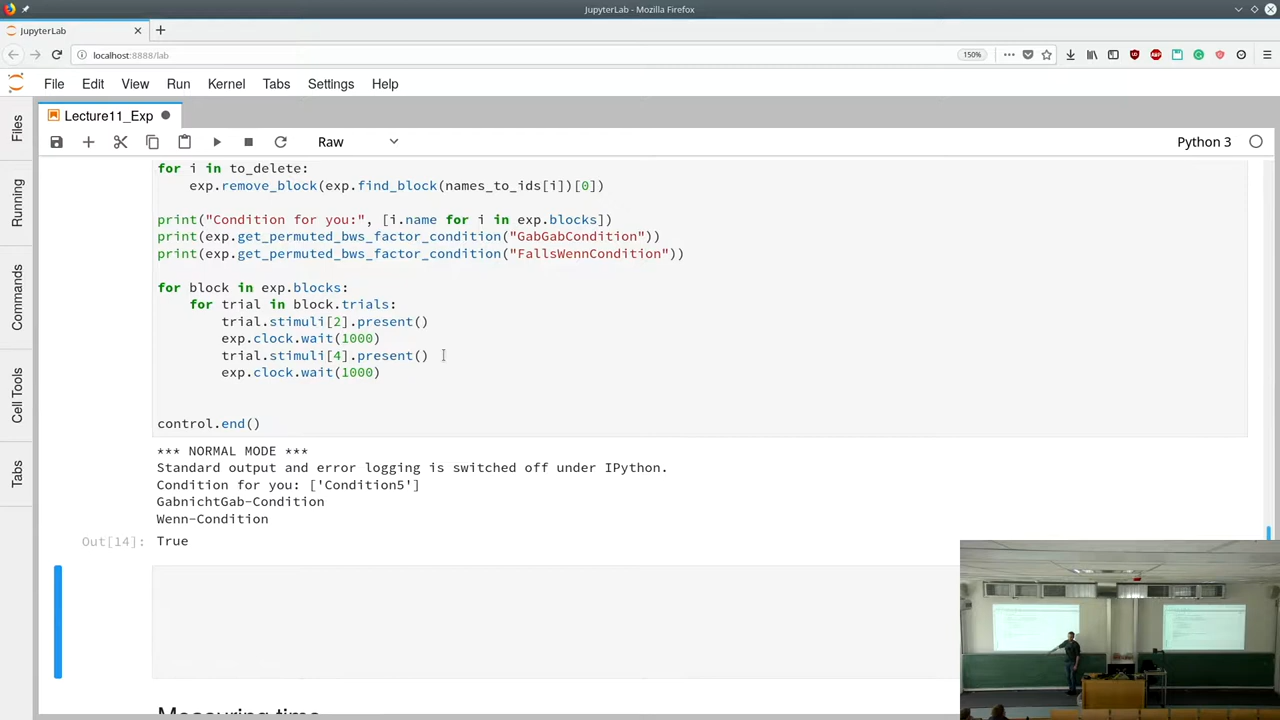 JupyterLab - Mozilla Firefox
JupyterLab
localhost:8888/lab
150%
File Edit View Run Kernel Tabs Settings Help
Lecture11_Exp
Raw
Python 3
Files
Running
Commands
Cell Tools
Tabs
for i in to_delete:
exp.remove_block(exp.find_block(names_to_ids[i])[0])
print("Condition for you:", [i.name for i in exp.blocks])
print(exp.get_permuted_bws_factor_condition("GabGabCondition"))
print(exp.get_permuted_bws_factor_condition("FallsWennCondition"))
for block in exp.blocks:
for trial in block.trials:
trial.stimuli[2].present()
exp.clock.wait(1000)
trial.stimuli[4].present()
exp.clock.wait(1000)
control.end()
*** NORMAL MODE ***
Standard output and error logging is switched off under IPython.
Condition for you: ['Condition5']
GabnichtGab-Condition
Wenn-Condition
Out[14]: True
Measuring time